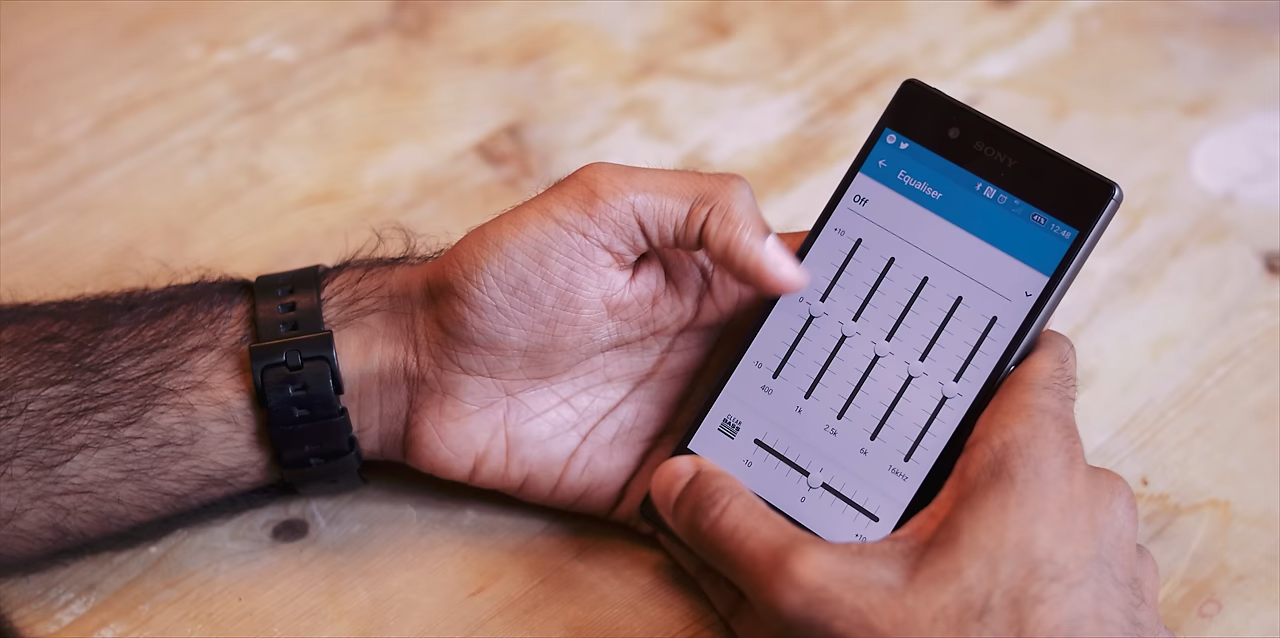 SONY
41% 12:48
Equaliser
Off
+10
0
-10
400
1k
2.5k
6k
16kHz
CLEAR
BASS
-10
0
+10